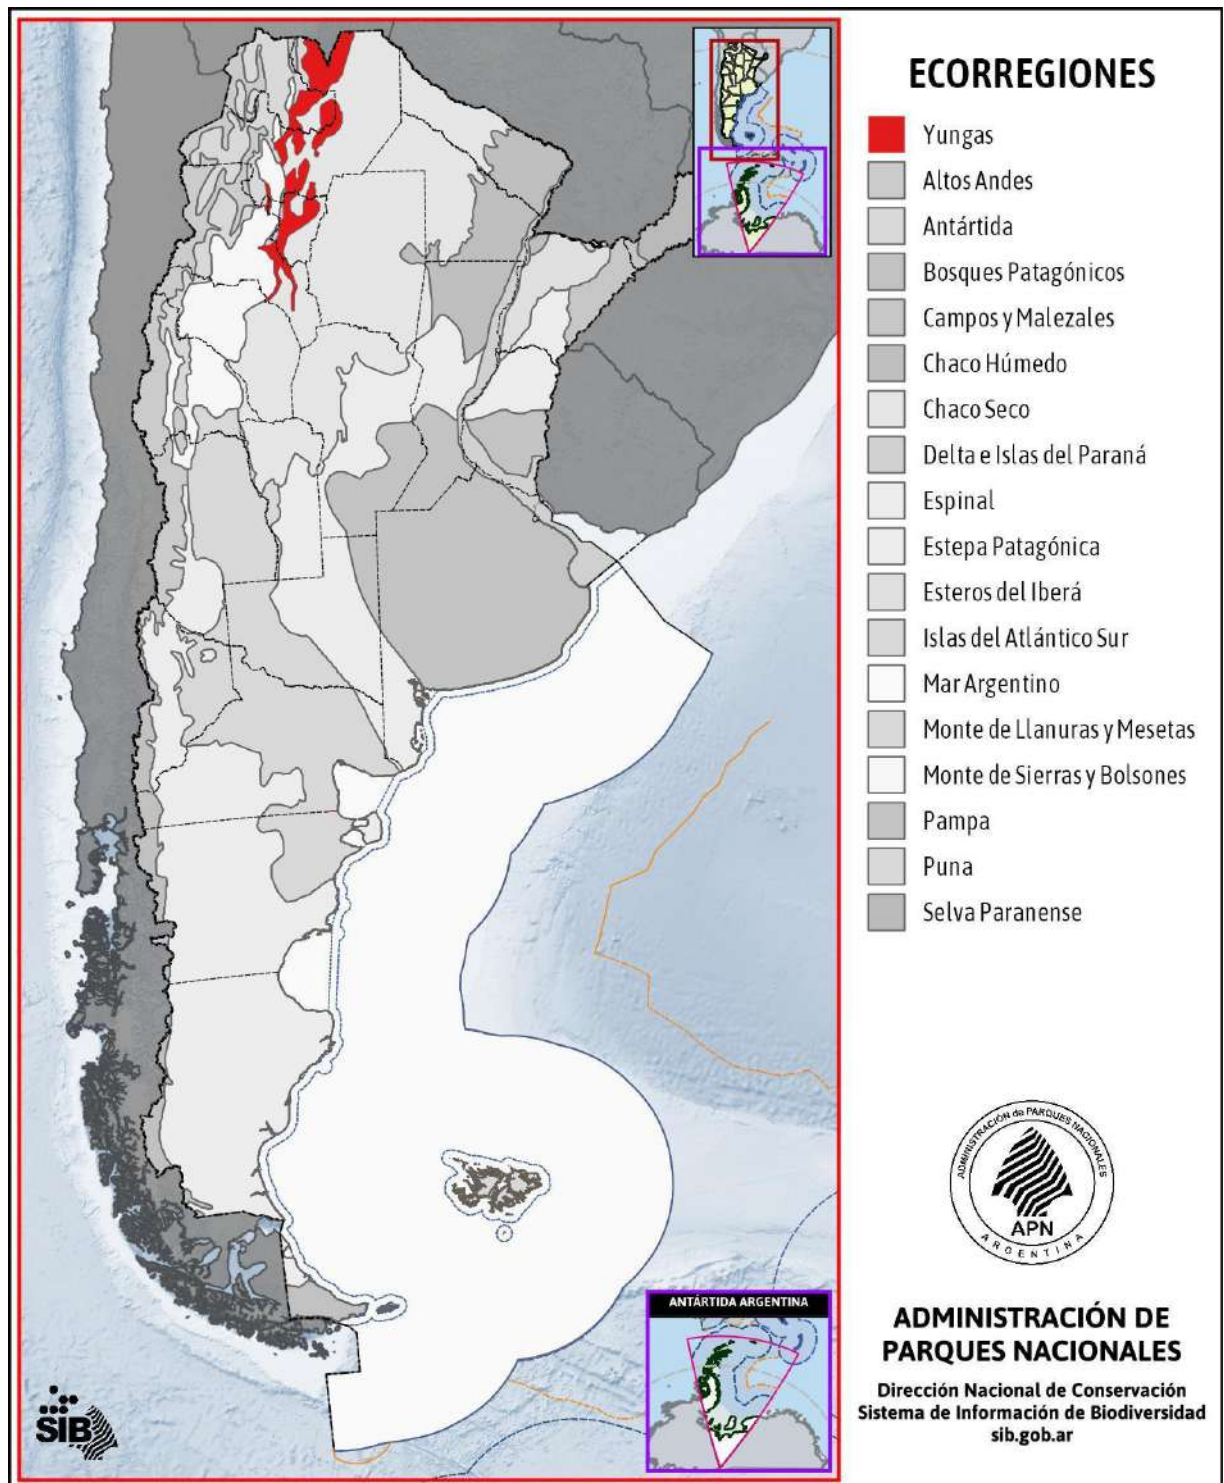 ECORREGIONES
Yungas
Altos Andes
Antártida
Bosques Patagónicos
Campos y Malezales
Chaco Húmedo
Chaco Seco
Delta e Islas del Paraná
Espinal
Estepa Patagónica
Esteros del Iberá
Islas del Atlántico Sur
Mar Argentino
Monte de Llanuras y Mesetas
Monte de Sierras y Bolsones
Pampa
Puna
Selva Paranense
ADMINISTRACIÓN de PARQUES NACIONALES
APN
ARGENTINA
ADMINISTRACIÓN DE
PARQUES NACIONALES
Dirección Nacional de Conservación
Sistema de Información de Biodiversidad
sib.gob.ar
ANTÁRTIDA ARGENTINA
SIB